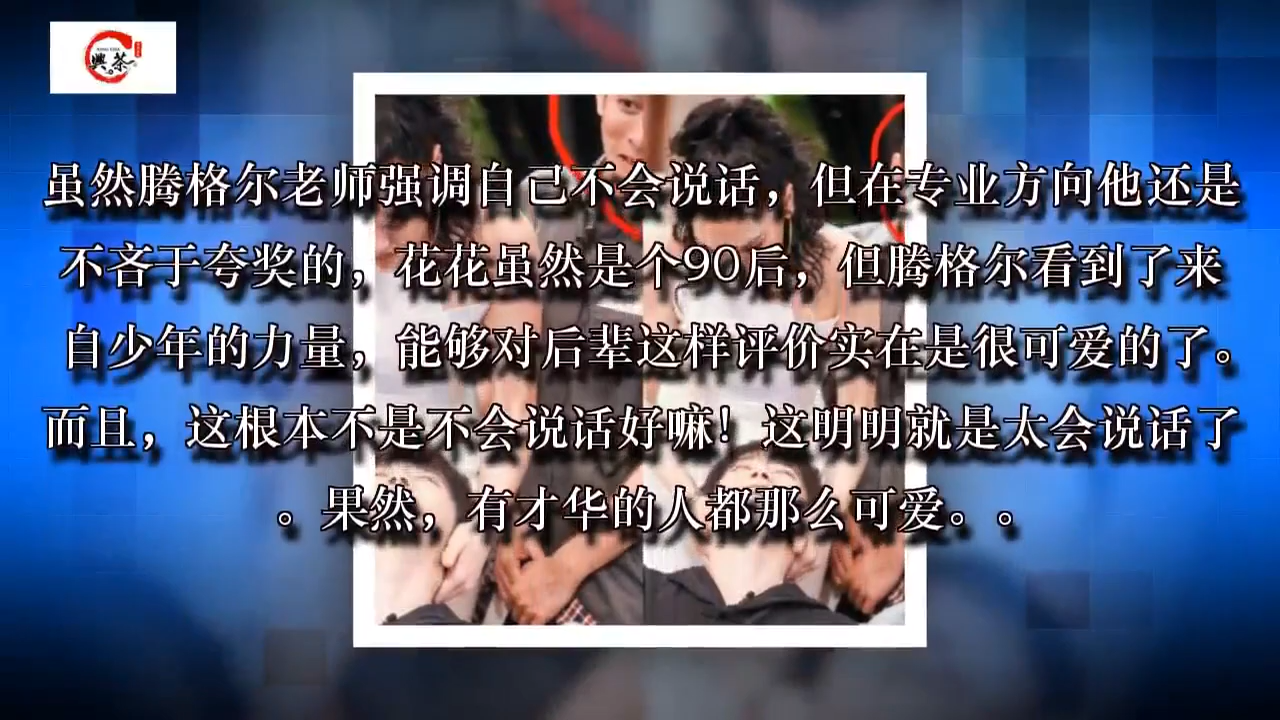 興茶
虽然腾格尔老师强调自己不会说话，但在专业方向他还是
不吝于夸奖的，花花虽然是个90后，但腾格尔看到了来
自少年的力量，能够对后辈这样评价实在是很可爱的了。
而且，这根本不是不会说话好嘛！这明明就是太会说话了
。果然，有才华的人都那么可爱。。